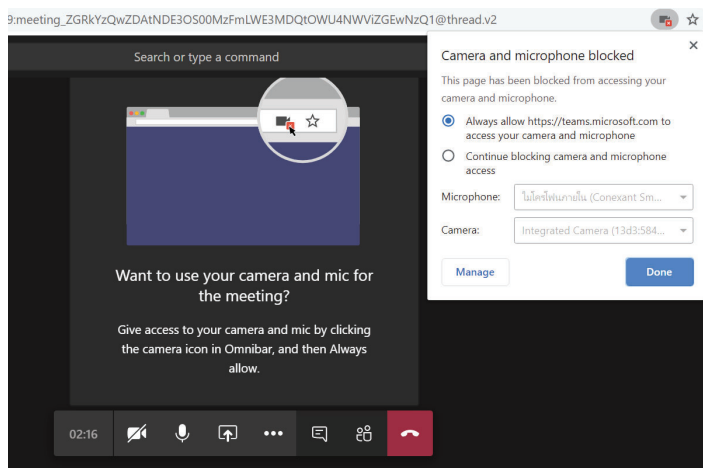 9:meeting_ZGRkYzQwZDAtNDE3OS00MzFmLWE3MDQtOWU4NWViZGEwNzQ1@thread.v2
Search or type a command
Want to use your camera and mic for
the meeting?
Give access to your camera and mic by clicking
the camera icon in Omnibar, and then Always
allow.
02:16
Camera and microphone blocked
This page has been blocked from accessing your
camera and microphone.
Always allow https://teams.microsoft.com to
access your camera and microphone
Continue blocking camera and microphone
access
Microphone: ไมโครโฟนภายใน (Conexant Sm...
Camera: Integrated Camera (13d3:584...
Manage Done